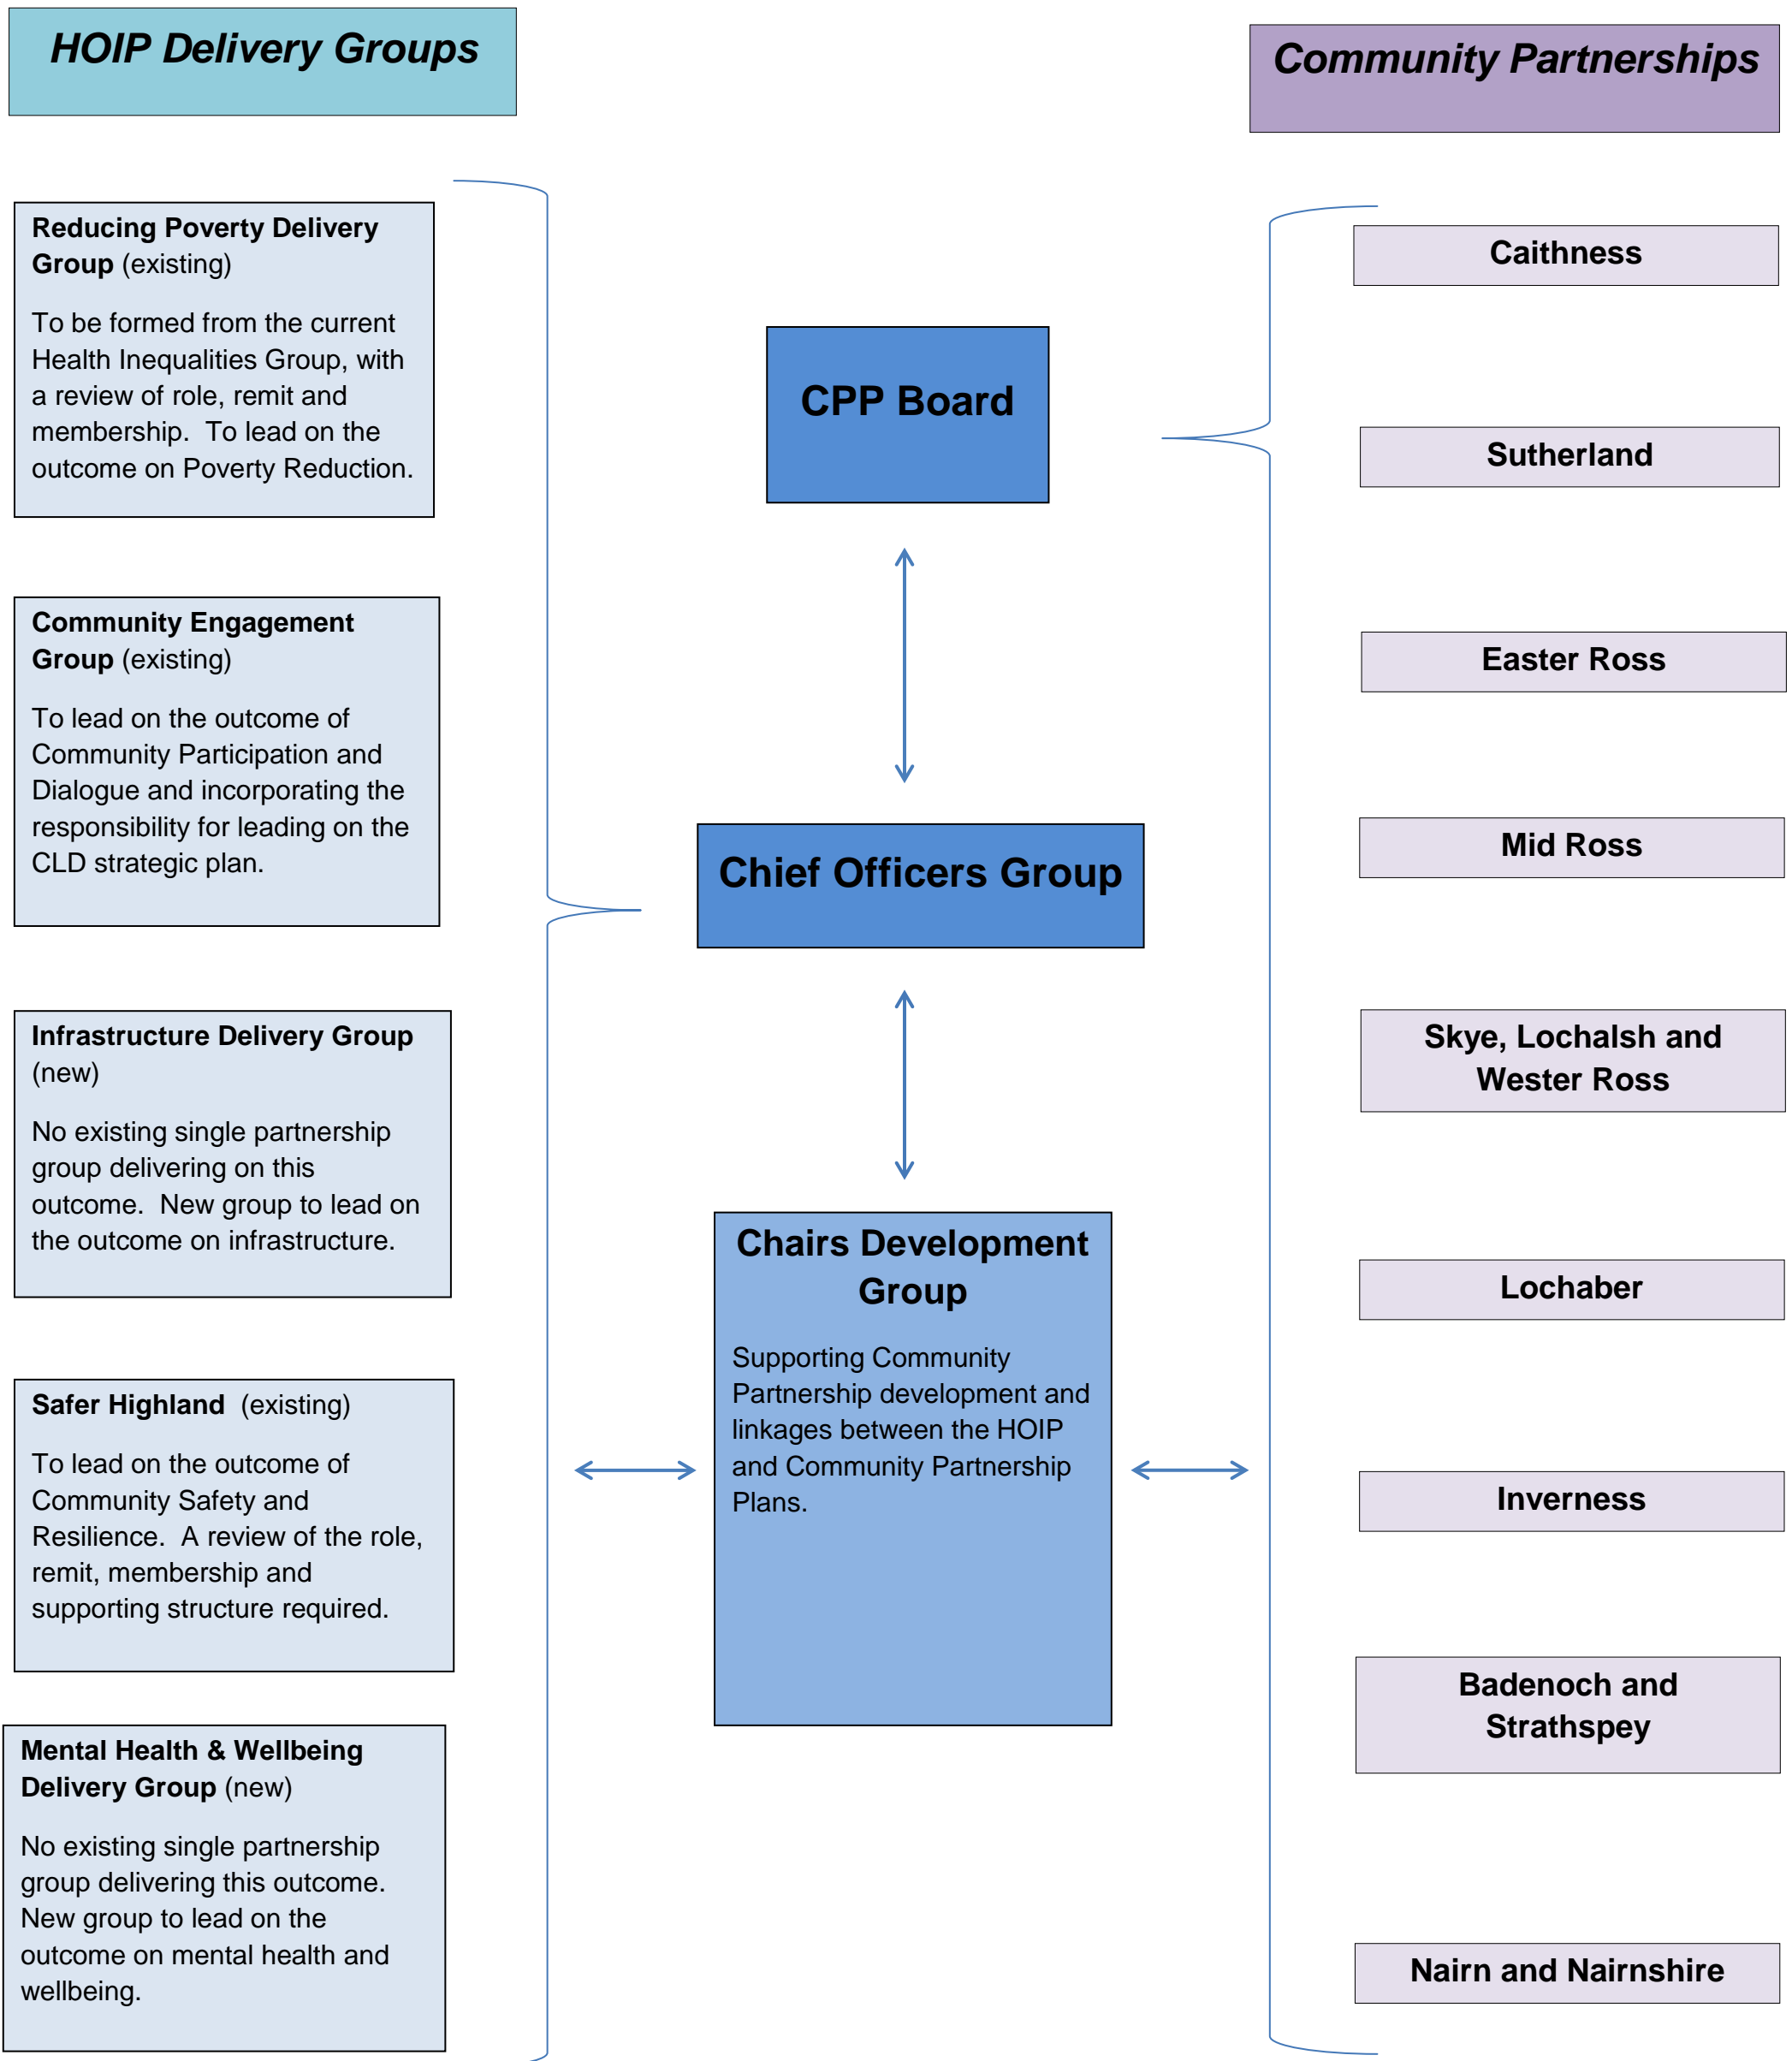 HOIP Delivery Groups
Community Partnerships
Reducing Poverty Delivery
Group (existing)
To be formed from the current
Health Inequalities Group, with
a review of role, remit and
membership.  To lead on the
outcome on Poverty Reduction.
Community Engagement
Group (existing)
To lead on the outcome of
Community Participation and
Dialogue and incorporating the
responsibility for leading on the
CLD strategic plan.
Infrastructure Delivery Group
(new)
No existing single partnership
group delivering on this
outcome.  New group to lead on
the outcome on infrastructure.
Safer Highland  (existing)
To lead on the outcome of
Community Safety and
Resilience.  A review of the role,
remit, membership and
supporting structure required.
Mental Health & Wellbeing
Delivery Group (new)
No existing single partnership
group delivering this outcome.
New group to lead on the
outcome on mental health and
wellbeing.
CPP Board
Chief Officers Group
Chairs Development
Group
Supporting Community
Partnership development and
linkages between the HOIP
and Community Partnership
Plans.
Caithness
Sutherland
Easter Ross
Mid Ross
Skye, Lochalsh and
Wester Ross
Lochaber
Inverness
Badenoch and
Strathspey
Nairn and Nairnshire